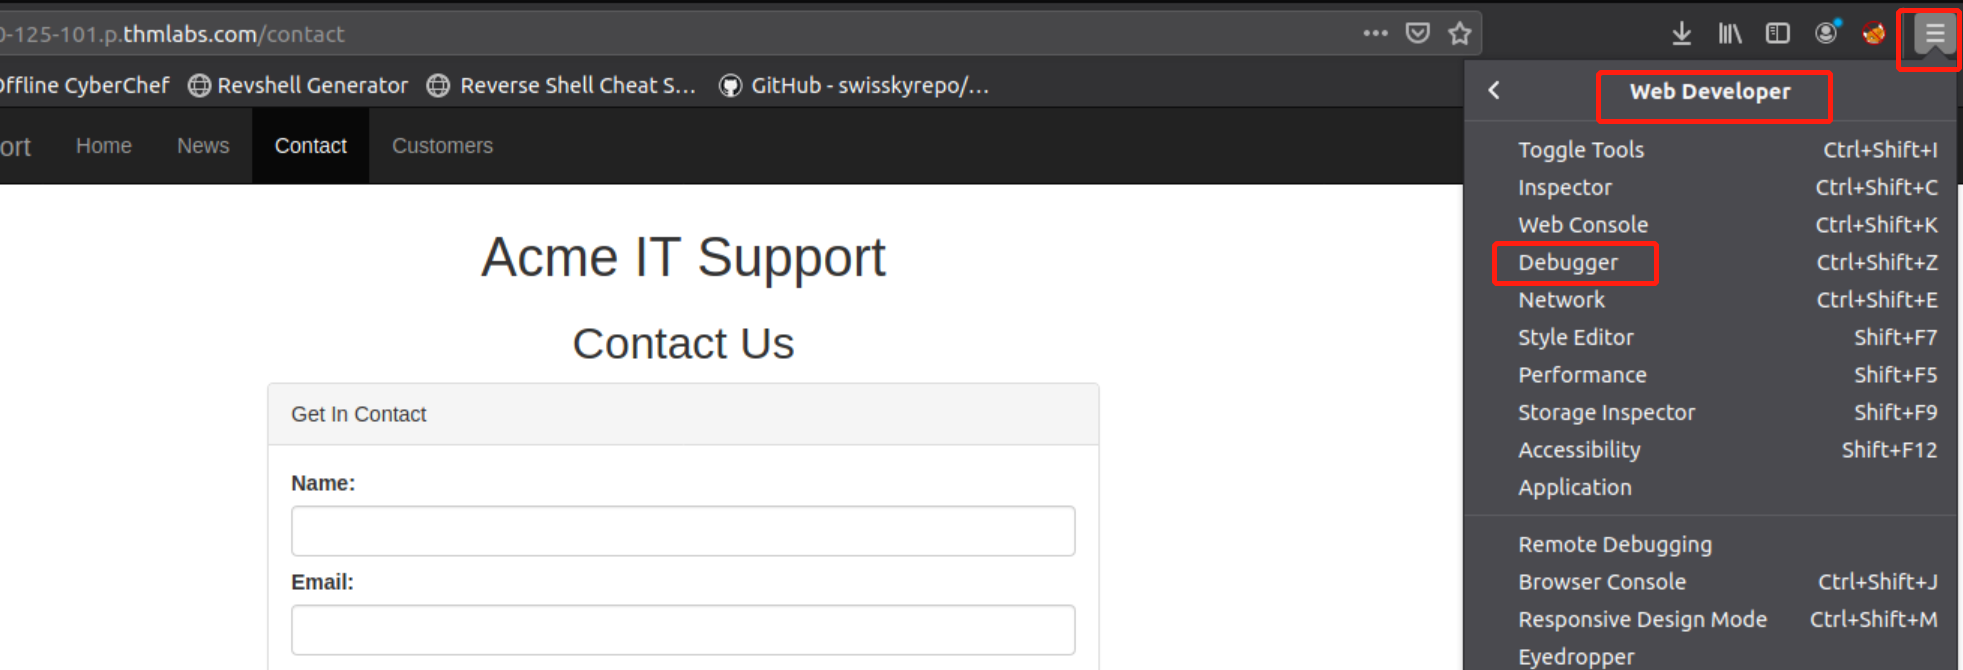 0-125-101.p.thmlabs.com/contact
Offline CyberChef Revshell Generator Reverse Shell Cheat S... GitHub - swisskyrepo/...
ort Home News Contact Customers
Acme IT Support
Contact Us
Get In Contact
Name:
Email:
Web Developer
Toggle Tools Ctrl+Shift+I
Inspector Ctrl+Shift+C
Web Console Ctrl+Shift+K
Debugger Ctrl+Shift+Z
Network Ctrl+Shift+E
Style Editor Shift+F7
Performance Shift+F5
Storage Inspector Shift+F9
Accessibility Shift+F12
Application
Remote Debugging
Browser Console Ctrl+Shift+J
Responsive Design Mode Ctrl+Shift+M
Eyedropper